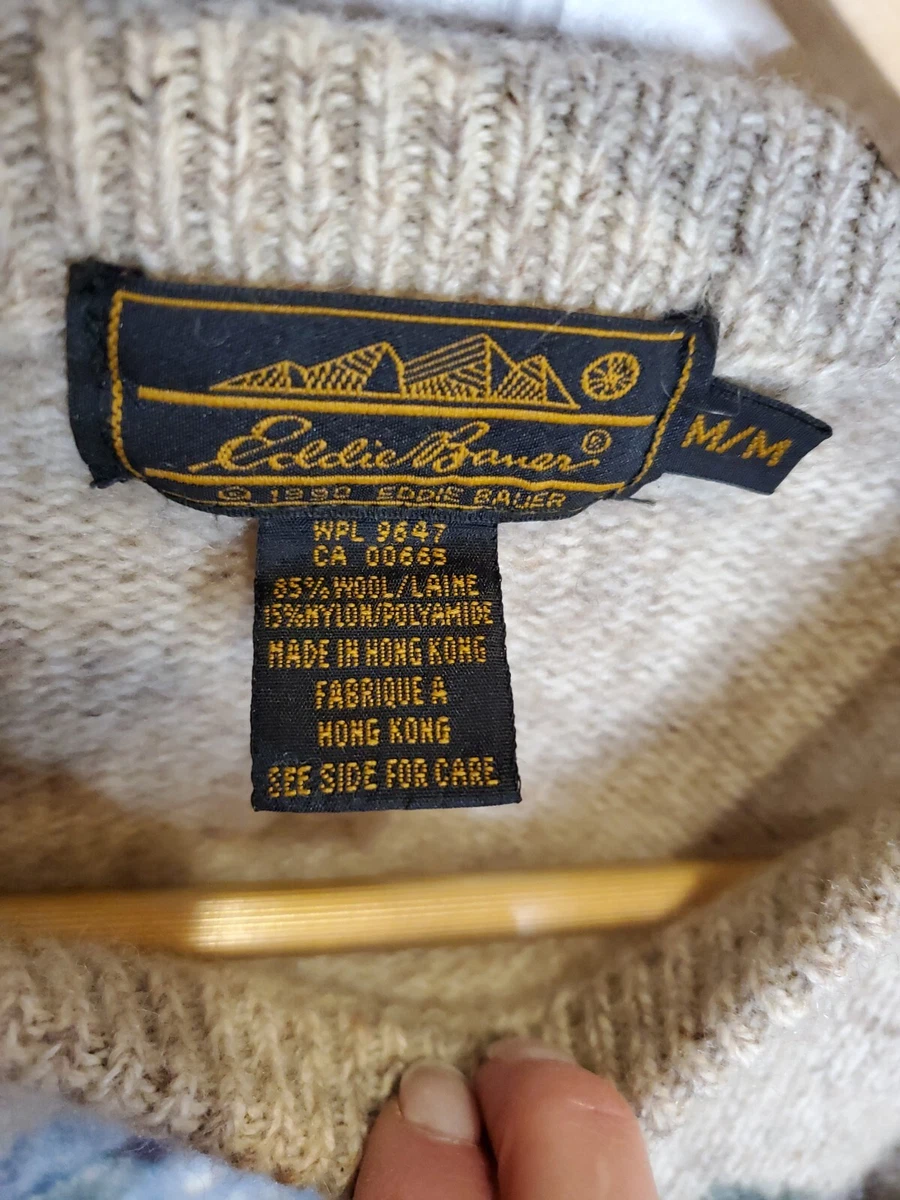 Eddie Bauer®
© 1990 EDDIE BAUER
M/M
WPL 9647
CA 00665
85% WOOL/LAINE
15% NYLON/POLYAMIDE
MADE IN HONG KONG
FABRIQUE A
HONG KONG
SEE SIDE FOR CARE